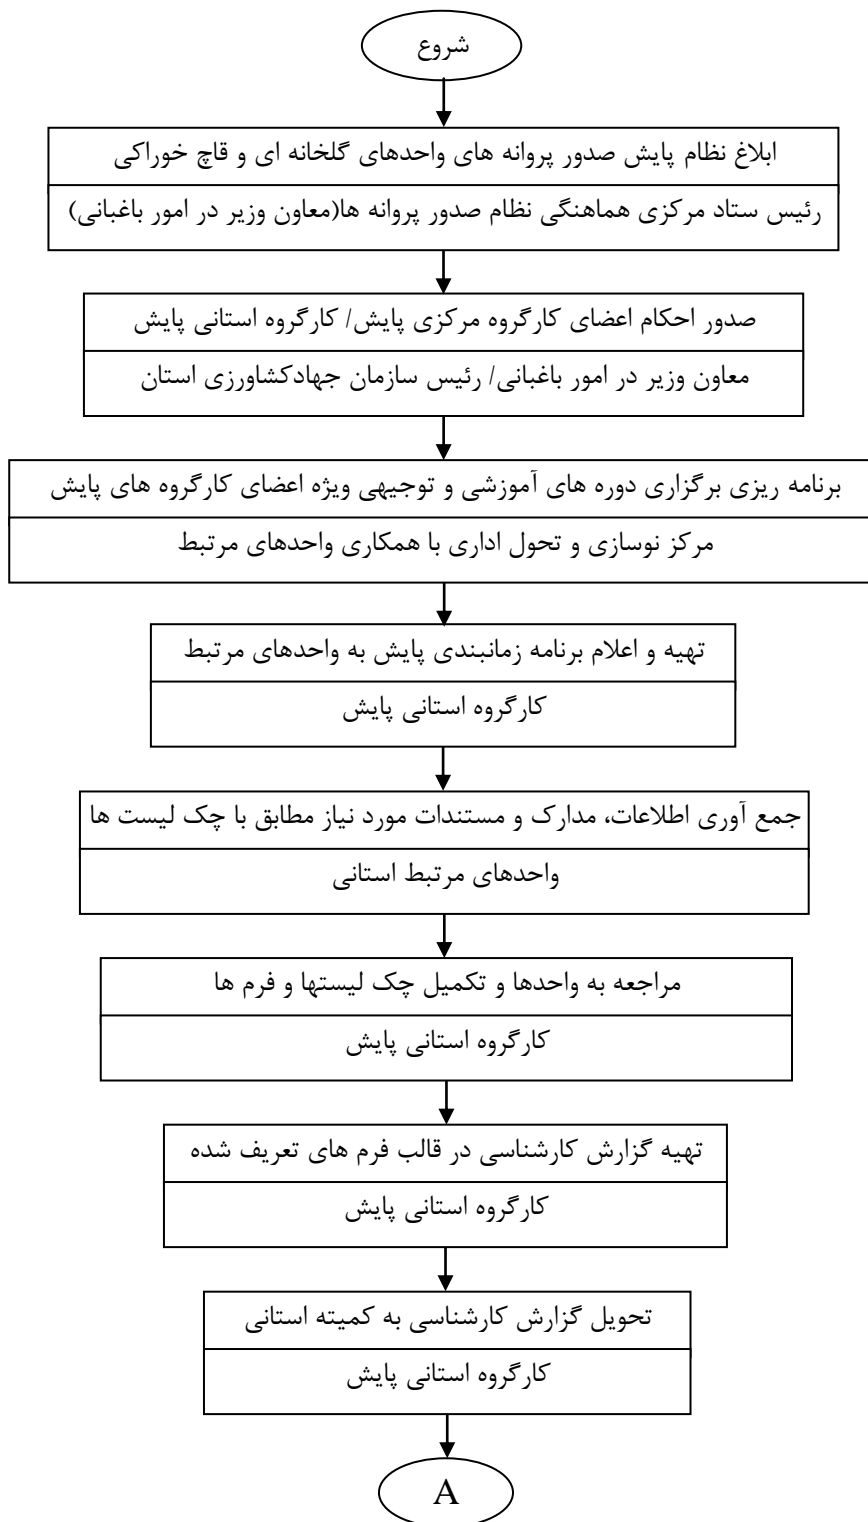 شروع
ابلاغ نظام پایش صدور پروانه های واحدهای گلخانه ای و قاچ خوراکی
رئیس ستاد مرکزی هماهنگی نظام صدور پروانه ها(معاون وزیر در امور باغبانی)
صدور احکام اعضای کارگروه مرکزی پایش/ کارگروه استانی پایش
معاون وزیر در امور باغبانی/ رئیس سازمان جهادکشاورزی استان
برنامه ریزی برگزاری دوره های آموزشی و توجیهی ویژه اعضای کارگروه های پایش
مرکز نوسازی و تحول اداری با همکاری واحدهای مرتبط
تهیه و اعلام برنامه زمانبندی پایش به واحدهای مرتبط
کارگروه استانی پایش
جمع آوری اطلاعات، مدارک و مستندات مورد نیاز مطابق با چک لیست ها
واحدهای مرتبط استانی
مراجعه به واحدها و تکمیل چک لیستها و فرم ها
کارگروه استانی پایش
تهیه گزارش کارشناسی در قالب فرم های تعریف شده
کارگروه استانی پایش
تحویل گزارش کارشناسی به کمیته استانی
کارگروه استانی پایش
A